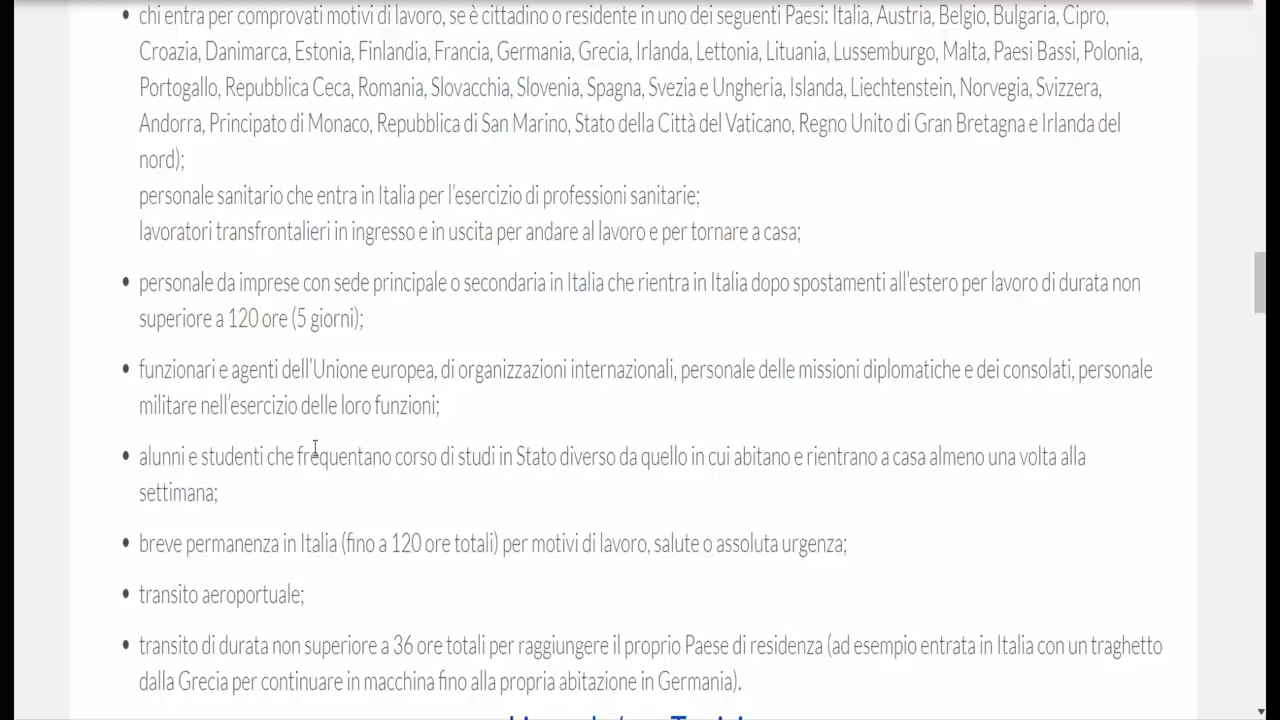 • chi entra per comprovati motivi di lavoro, se è cittadino o residente in uno dei seguenti Paesi: Italia, Austria, Belgio, Bulgaria, Cipro,
Croazia, Danimarca, Estonia, Finlandia, Francia, Germania, Grecia, Irlanda, Lettonia, Lituania, Lussemburgo, Malta, Paesi Bassi, Polonia,
Portogallo, Repubblica Ceca, Romania, Slovacchia, Slovenia, Spagna, Svezia e Ungheria, Islanda, Liechtenstein, Norvegia, Svizzera,
Andorra, Principato di Monaco, Repubblica di San Marino, Stato della Città del Vaticano, Regno Unito di Gran Bretagna e Irlanda del
nord);
personale sanitario che entra in Italia per l'esercizio di professioni sanitarie;
lavoratori transfrontalieri in ingresso e in uscita per andare al lavoro e per tornare a casa;
• personale da imprese con sede principale o secondaria in Italia che rientra in Italia dopo spostamenti all'estero per lavoro di durata non
superiore a 120 ore (5 giorni);
• funzionari e agenti dell'Unione europea, di organizzazioni internazionali, personale delle missioni diplomatiche e dei consolati, personale
militare nell'esercizio delle loro funzioni;
• alunni e studenti che frequentano corso di studi in Stato diverso da quello in cui abitano e rientrano a casa almeno una volta alla
settimana;
• breve permanenza in Italia (fino a 120 ore totali) per motivi di lavoro, salute o assoluta urgenza;
• transito aeroportuale;
• transito di durata non superiore a 36 ore totali per raggiungere il proprio Paese di residenza (ad esempio entrata in Italia con un traghetto
dalla Grecia per continuare in macchina fino alla propria abitazione in Germania).